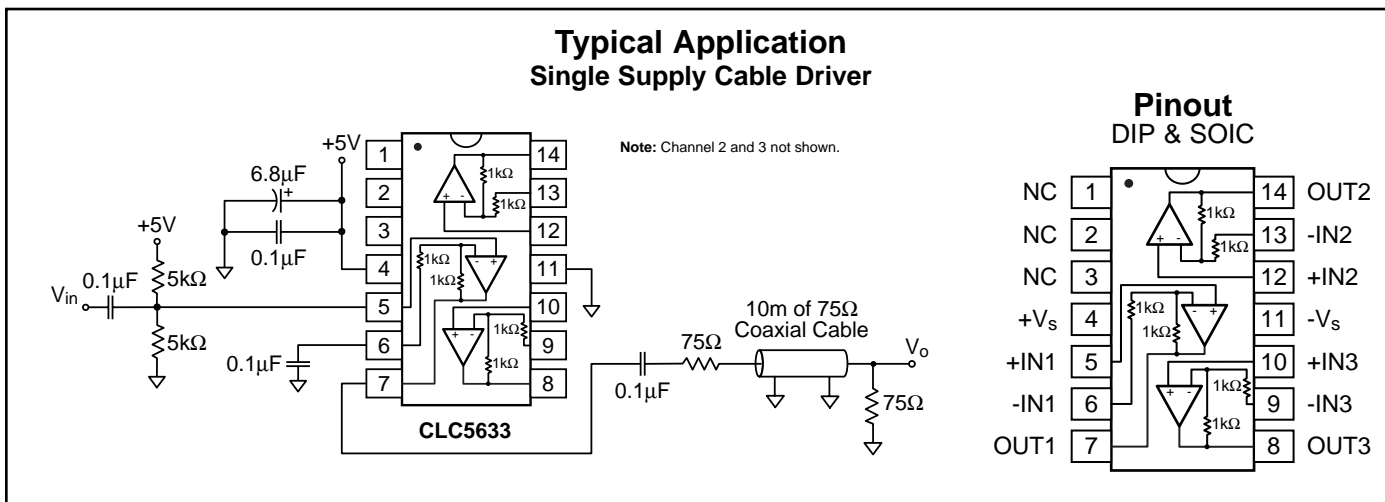 Typical Application
Single Supply Cable Driver
Note: Channel 2 and 3 not shown.
+5V
6.8µF
+
0.1µF
+5V
5kΩ
0.1µF
Vin
5kΩ
0.1µF
1
2
3
4
5
6
7
14
13
12
11
10
9
8
1kΩ
1kΩ
+ -
1kΩ
1kΩ
- +
1kΩ
1kΩ
+ -
CLC5633
0.1µF
75Ω
10m of 75Ω
Coaxial Cable
Vo
75Ω
Pinout
DIP & SOIC
NC 1
NC 2
NC 3
+Vs 4
+IN1 5
-IN1 6
OUT1 7
14 OUT2
13 -IN2
12 +IN2
11 -Vs
10 +IN3
9 -IN3
8 OUT3
1kΩ
1kΩ
+ -
1kΩ
1kΩ
- +
1kΩ
1kΩ
+ -